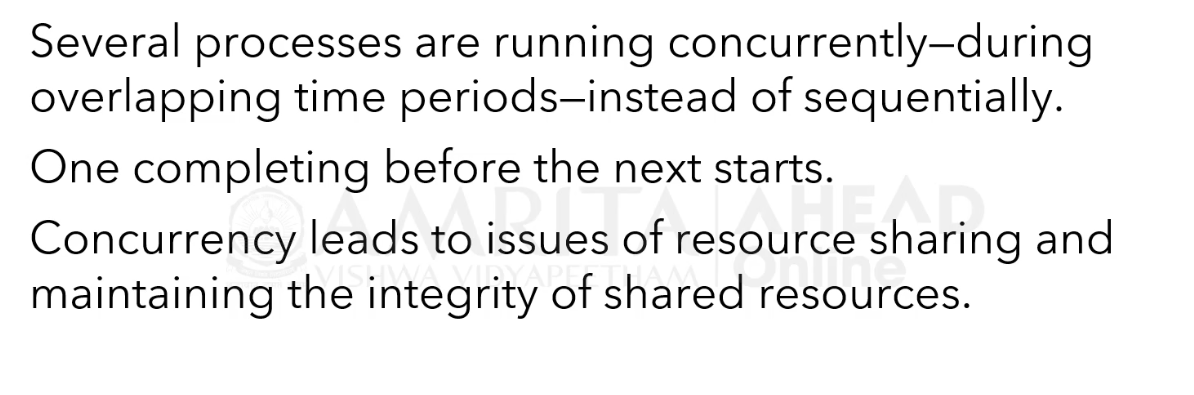 Several processes are running concurrently—during
overlapping time periods—instead of sequentially.
One completing before the next starts.
Concurrency leads to issues of resource sharing and
maintaining the integrity of shared resources.
AMRITA AHEAD
VISHWA VIDYAPEETHAM Online